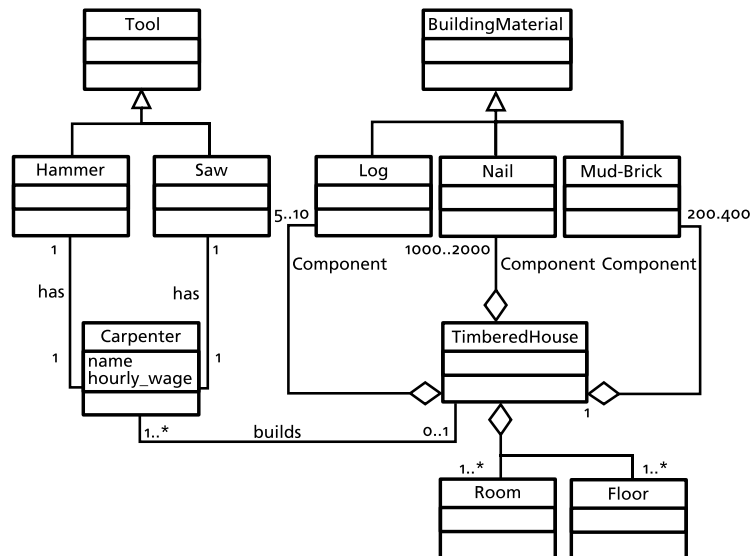 Tool
BuildingMaterial
Hammer
Saw
Log
Nail
Mud-Brick
5..10
200.400
1
1
1000..2000
Component
Component
Component
has
has
Carpenter
TimberedHouse
name
hourly_wage
1
1
1
1..*
builds
0..1
1..*
1..*
Room
Floor